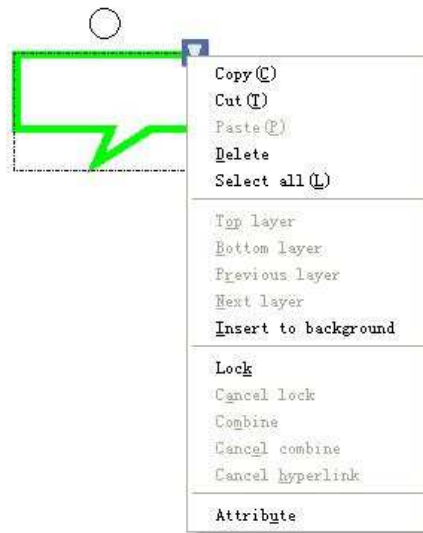 Copy(C)
Cut(T)
Paste(P)
Delete
Select all(L)
Top layer
Bottom layer
Previous layer
Next layer
Insert to background
Lock
Cancel lock
Combine
Cancel combine
Cancel hyperlink
Attribute